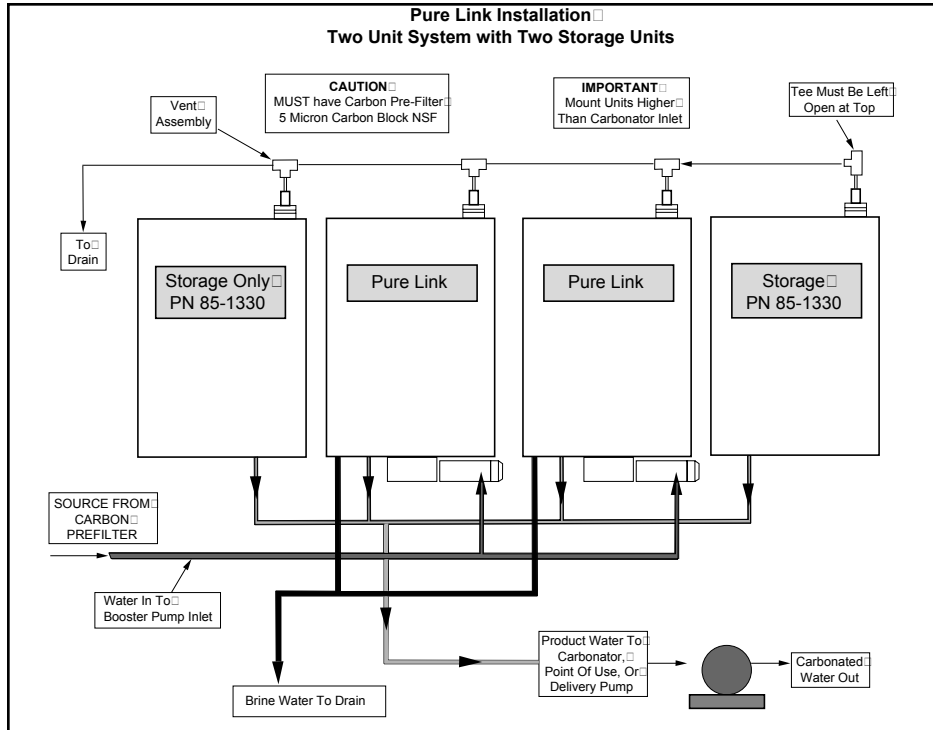 Pure Link Installation
Two Unit System with Two Storage Units
CAUTION
MUST have Carbon Pre-Filter
5 Micron Carbon Block NSF
IMPORTANT
Mount Units Higher
Than Carbonator Inlet
Tee Must Be Left
Open at Top
Vent
Assembly
To
Drain
Storage Only
PN 85-1330
Pure Link
Pure Link
Storage
PN 85-1330
SOURCE FROM
CARBON
PREFILTER
Water In To
Booster Pump Inlet
Brine Water To Drain
Product Water To
Carbonator,
Point Of Use, Or
Delivery Pump
Carbonated
Water Out